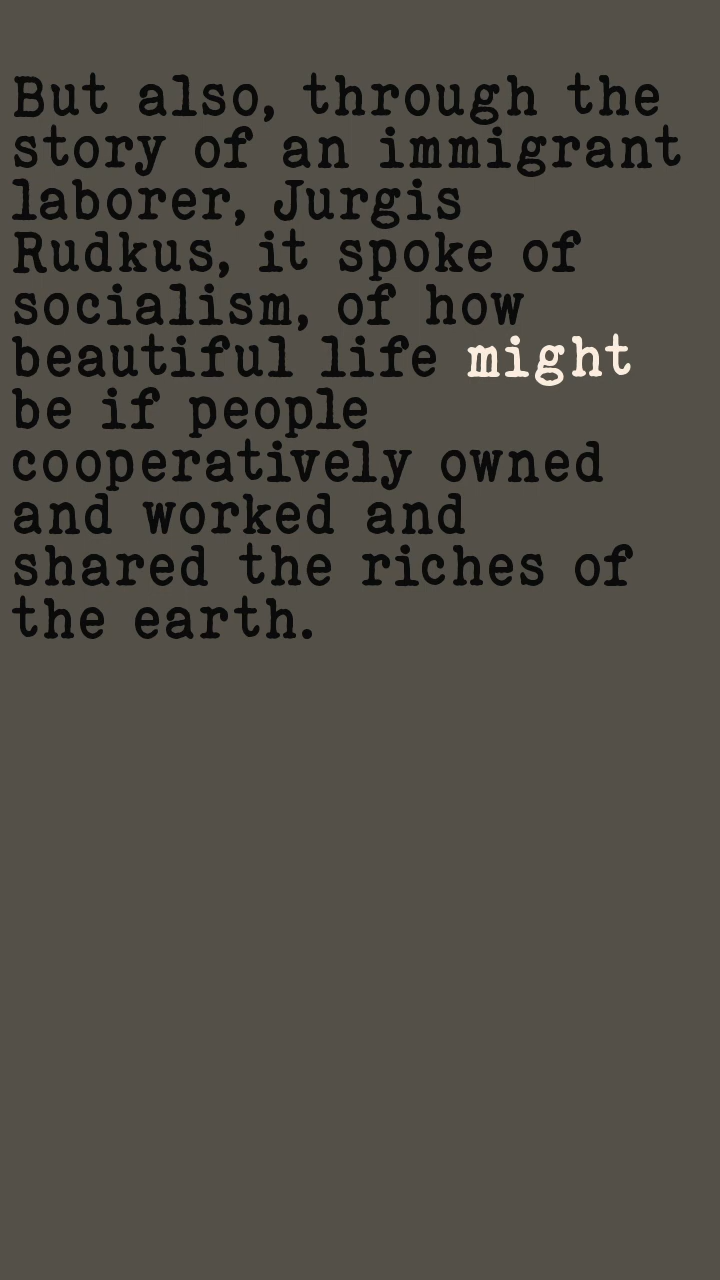 But also, through the
story of an immigrant
laborer, Jurgis
Rudkus, it spoke of
socialism, of how
beautiful life might
be if people
cooperatively owned
and worked and
shared the riches of
the earth.